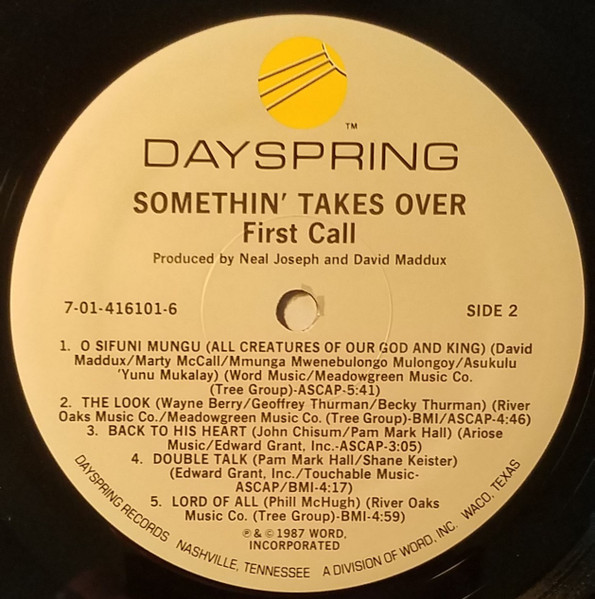 TM
DAYSPRING
SOMETHIN' TAKES OVER
First Call
Produced by Neal Joseph and David Maddux
7-01-416101-6 SIDE 2
1. O SIFUNI MUNGU (ALL CREATURES OF OUR GOD AND KING) (David
Maddux/Marty McCall/Mmunga Mwenebulongo Mulongoy/Asukulu
'Yunu Mukalay) (Word Music/Meadowgreen Music Co.
(Tree Group)-ASCAP-5:41)
2. THE LOOK (Wayne Berry/Geoffrey Thurman/Becky Thurman) (River
Oaks Music Co./Meadowgreen Music Co. (Tree Group)-BMI/ASCAP-4:46)
3. BACK TO HIS HEART (John Chisum/Pam Mark Hall) (Ariose
Music/Edward Grant, Inc.-ASCAP-3:05)
4. DOUBLE TALK (Pam Mark Hall/Shane Keister)
(Edward Grant, Inc./Touchable Music-
ASCAP/BMI-4:17)
5. LORD OF ALL (Phill McHugh) (River Oaks
Music Co. (Tree Group)-BMI-4:59)
℗ & © 1987 WORD,
INCORPORATED
DAYSPRING RECORDS NASHVILLE, TENNESSEE A DIVISION OF WORD, INC. WACO, TEXAS